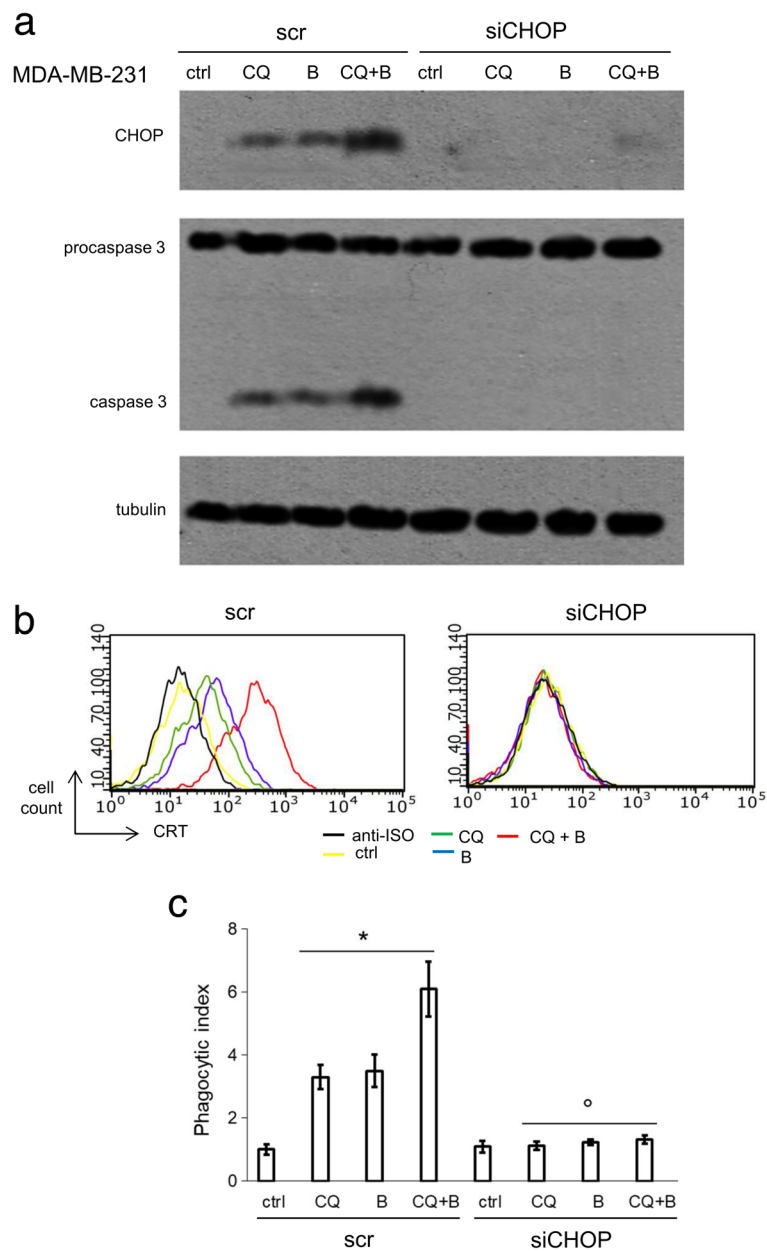 a
scr siCHOP
MDA-MB-231 ctrl CQ B CQ+B ctrl CQ B CQ+B
CHOP
procaspase 3
caspase 3
tubulin
b
scr siCHOP
140
100
70
40
10
10⁰ 10¹ 10² 10³ 10⁴ 10⁵
140
100
70
40
10
10⁰ 10¹ 10² 10³ 10⁴ 10⁵
cell
count
CRT
anti-ISO CQ CQ + B
ctrl B
c
Phagocytic index
8
6
4
2
0
*
°
ctrl CQ B CQ+B ctrl CQ B CQ+B
scr siCHOP